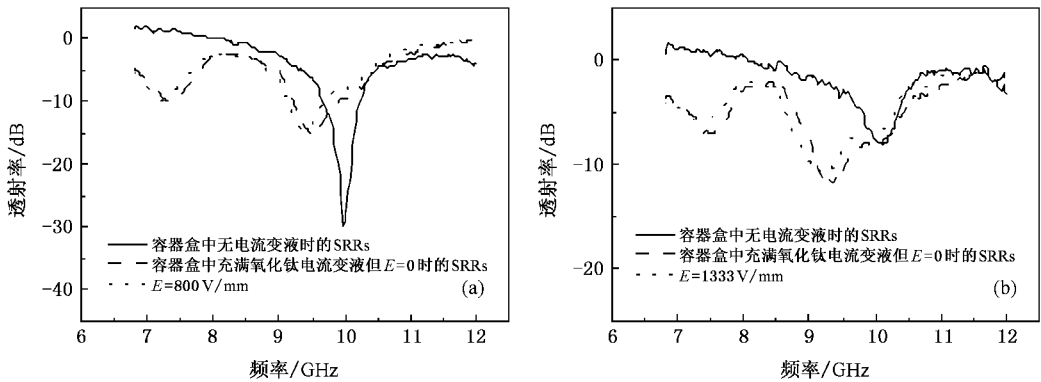 0
−10
−20
−30
−40
透射率/dB
容器盒中无电流变液时的SRRs
容器盒中充满氧化钛电流变液但E=0时的SRRs
E=800V/mm
(a)
6 7 8 9 10 11 12
频率/GHz
0
−10
−20
透射率/dB
容器盒中无电流变液时的SRRs
容器盒中充满氧化钛电流变液但E=0时的SRRs
E=1333V/mm
(b)
6 7 8 9 10 11 12
频率/GHz